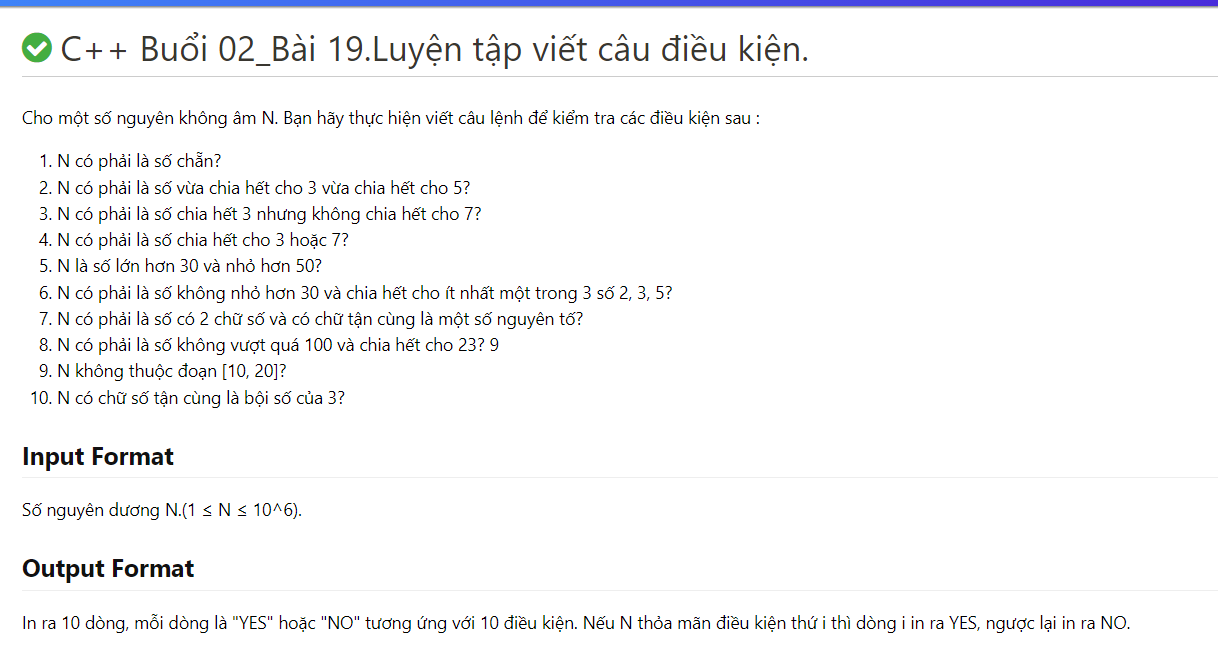 C++ Buổi 02_Bài 19.Luyện tập viết câu điều kiện.
Cho một số nguyên không âm N. Bạn hãy thực hiện viết câu lệnh để kiểm tra các điều kiện sau :
1. N có phải là số chẵn?
2. N có phải là số vừa chia hết cho 3 vừa chia hết cho 5?
3. N có phải là số chia hết 3 nhưng không chia hết cho 7?
4. N có phải là số chia hết cho 3 hoặc 7?
5. N là số lớn hơn 30 và nhỏ hơn 50?
6. N có phải là số không nhỏ hơn 30 và chia hết cho ít nhất một trong 3 số 2, 3, 5?
7. N có phải là số có 2 chữ số và có chữ tận cùng là một số nguyên tố?
8. N có phải là số không vượt quá 100 và chia hết cho 23? 9
9. N không thuộc đoạn [10, 20]?
10. N có chữ số tận cùng là bội số của 3?
Input Format
Số nguyên dương N.(1 ≤ N ≤ 10^6).
Output Format
In ra 10 dòng, mỗi dòng là "YES" hoặc "NO" tương ứng với 10 điều kiện. Nếu N thỏa mãn điều kiện thứ i thì dòng i in ra YES, ngược lại in ra NO.